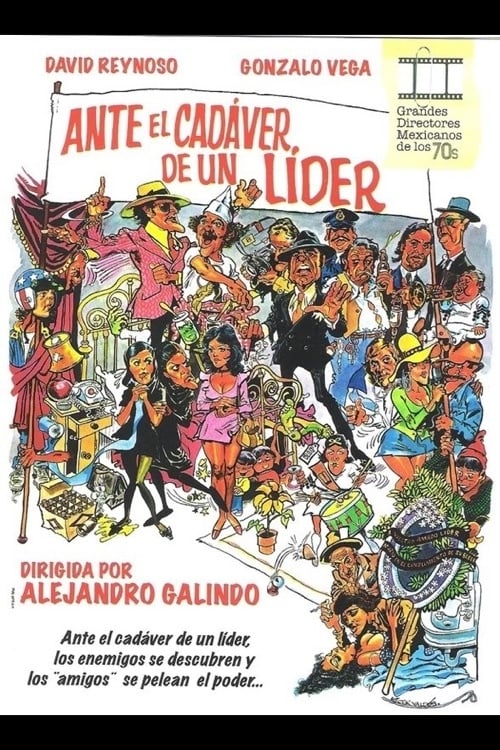 DAVID REYNOSO
GONZALO VEGA
Grandes
Directores
Mexicanos
de los 70s
ANTE EL CADÁVER
DE UN LÍDER
DIRIGIDA POR
ALEJANDRO GALINDO
Ante el cadáver de un líder,
los enemigos se descubren y
los "amigos" se pelean el poder...